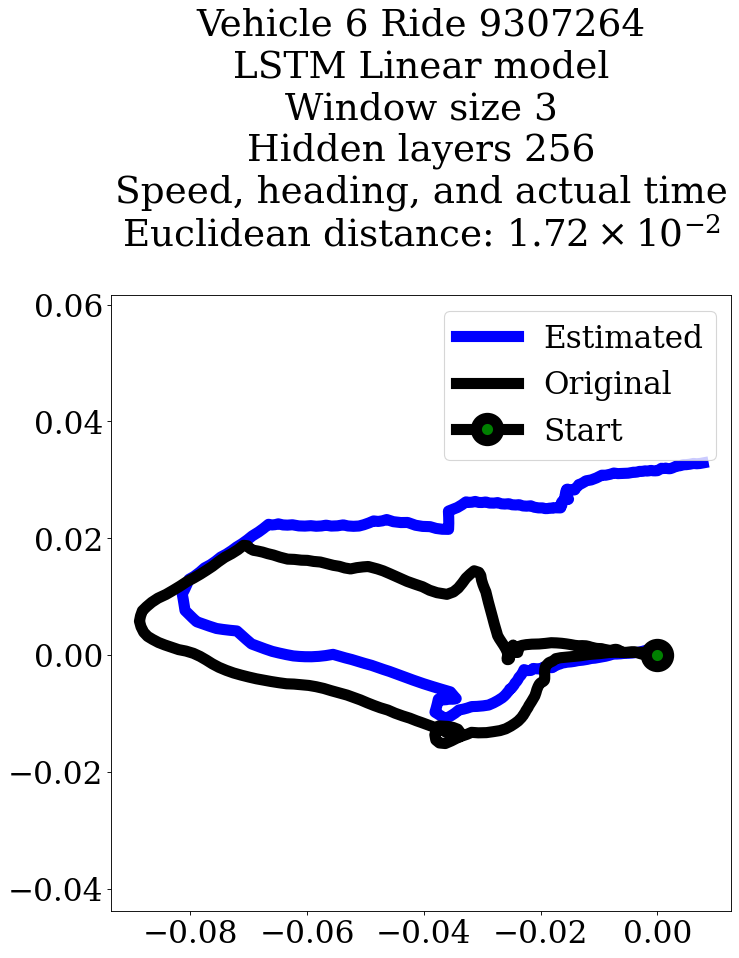 Vehicle 6 Ride 9307264
LSTM Linear model
Window size 3
Hidden layers 256
Speed, heading, and actual time
Euclidean distance: 1.72 × 10⁻²
Estimated
Original
Start
0.06
0.04
0.02
0.00
−0.02
−0.04
−0.08 −0.06 −0.04 −0.02 0.00